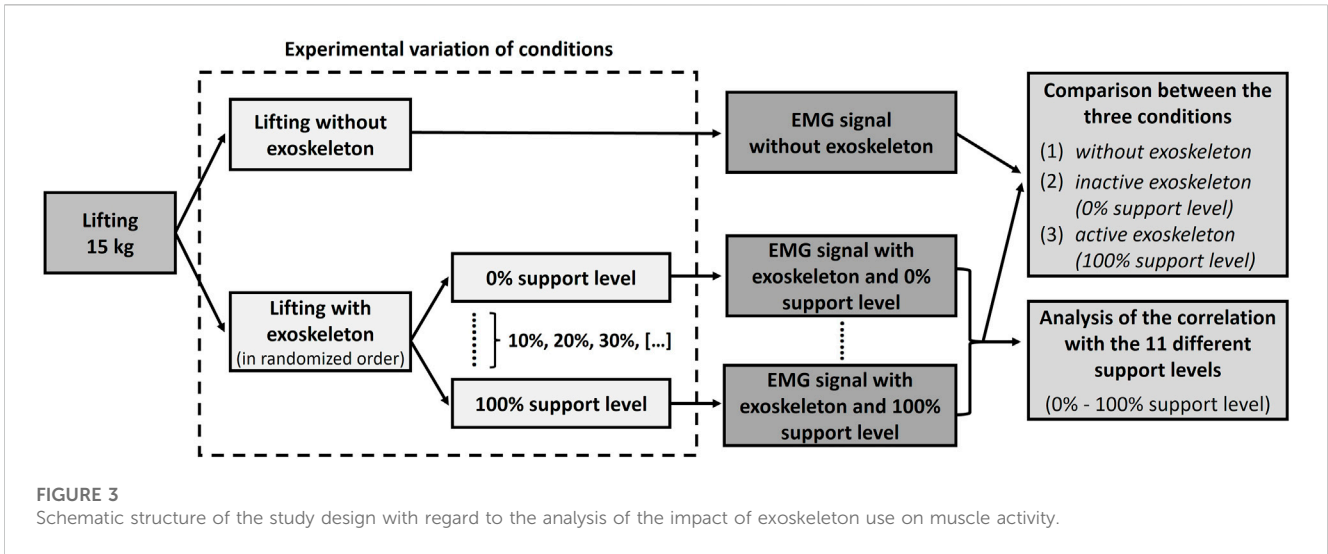 Experimental variation of conditions
Lifting
15 kg
Lifting without
exoskeleton
Lifting with
exoskeleton
(in randomized order)
0% support level
10%, 20%, 30%, [...]
100% support level
EMG signal
without exoskeleton
EMG signal with
exoskeleton and 0%
support level
EMG signal with
exoskeleton and 100%
support level
Comparison between the
three conditions
(1) without exoskeleton
(2) inactive exoskeleton
(0% support level)
(3) active exoskeleton
(100% support level)
Analysis of the correlation
with the 11 different
support levels
(0% - 100% support level)
FIGURE 3
Schematic structure of the study design with regard to the analysis of the impact of exoskeleton use on muscle activity.